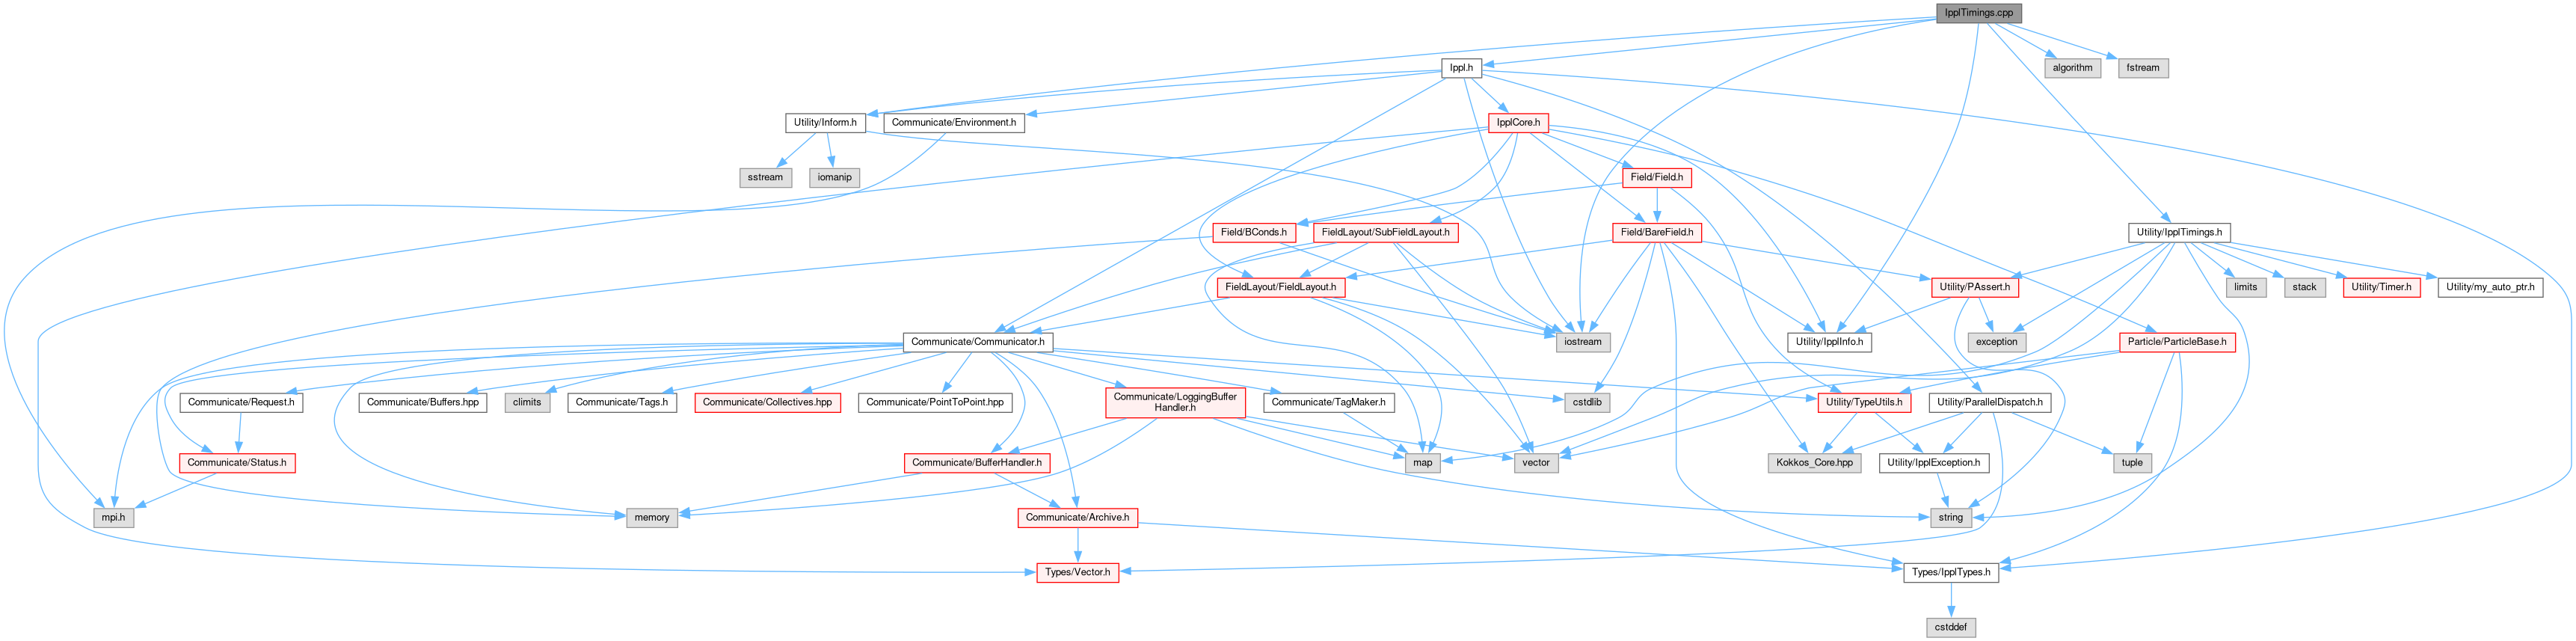 IpplTimings.cpp
Ippl.h
algorithm
fstream
Utility/Inform.h
Communicate/Environment.h
IpplCore.h
sstream
iomanip
Field/Field.h
Field/BConds.h
FieldLayout/SubFieldLayout.h
Field/BareField.h
Utility/IpplTimings.h
FieldLayout/FieldLayout.h
Utility/PAssert.h
limits
stack
Utility/Timer.h
Utility/my_auto_ptr.h
Communicate/Communicator.h
iostream
Utility/IpplInfo.h
exception
Particle/ParticleBase.h
Communicate/Request.h
Communicate/Buffers.hpp
climits
Communicate/Tags.h
Communicate/Collectives.hpp
Communicate/PointToPoint.hpp
Communicate/LoggingBuffer
Handler.h
Communicate/TagMaker.h
cstdlib
Utility/TypeUtils.h
Utility/ParallelDispatch.h
Communicate/Status.h
Communicate/BufferHandler.h
map
vector
Kokkos_Core.hpp
Utility/IpplException.h
tuple
mpi.h
memory
Communicate/Archive.h
string
Types/Vector.h
Types/IpplTypes.h
cstddef